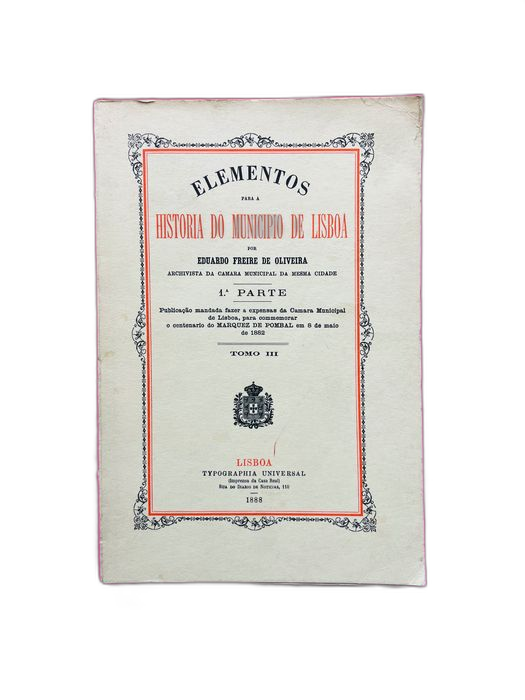 ELEMENTOS
PARA A
HISTORIA DO MUNICIPIO DE LISBOA
POR
EDUARDO FREIRE DE OLIVEIRA
ARCHIVISTA DA CAMARA MUNICIPAL DA MESMA CIDADE
1.ª PARTE
Publicação mandada fazer a expensas da Camara Municipal
de Lisboa, para commemorar
o centenario do MARQUEZ DE POMBAL em 8 de maio
de 1882
TOMO III
LISBOA
TYPOGRAPHIA UNIVERSAL
(Imprensa da Casa Real)
RUA DO DIARIO DE NOTICIAS, 110
1888